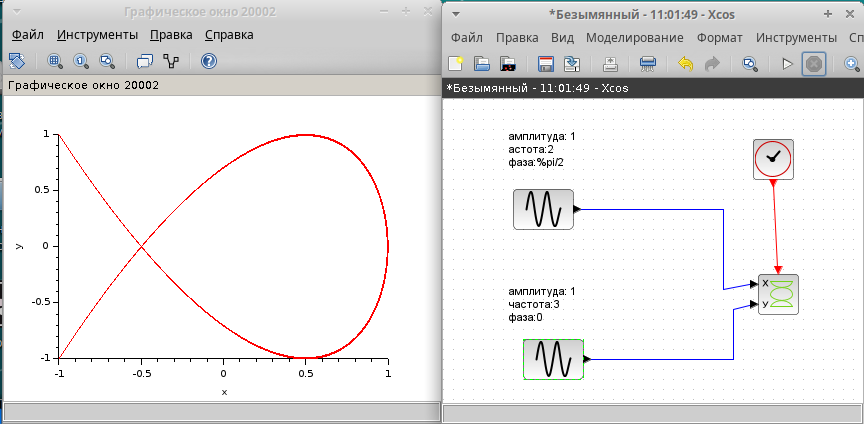 Графическое окно 20002
Файл Инструменты Правка Справка
Графическое окно 20002
1
0.5
0
-0.5
-1
y
-1 -0.5 0 0.5 1
x
*Безымянный - 11:01:49 - Xcos
Файл Правка Вид Моделирование Формат Инструменты Сп
*Безымянный - 11:01:49 - Xcos
амплитуда: 1
астота:2
фаза:%pi/2
X
У
амплитуда: 1
частота:3
фаза:0